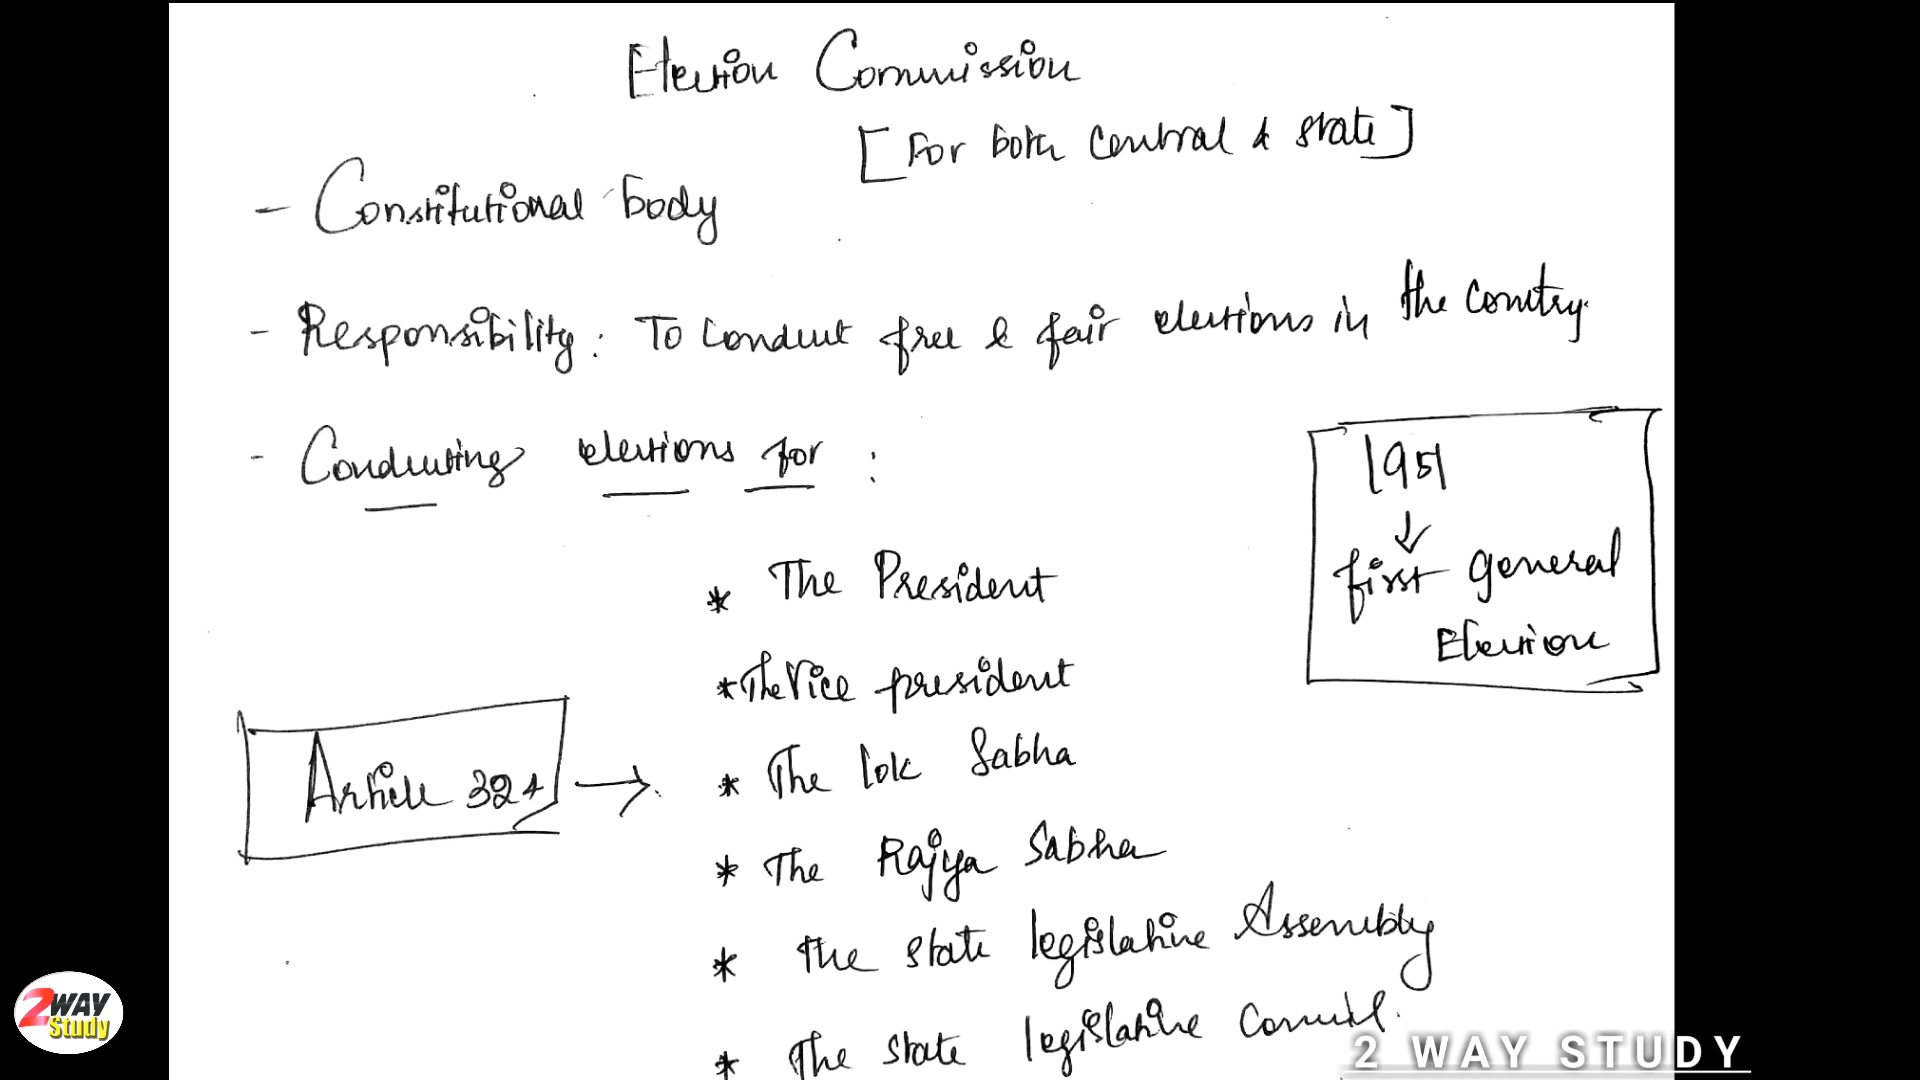 Election Commission
[For both central & state]
- Constitutional body
- Responsibility: To conduct free & fair elections in the country.
- Conducting elections for :
1951
↓
first general
Election
* The President
* The Vice president
Article 324 →
* The lok Sabha
* The Rajya Sabha
* The state legislative Assembly
* The state legislative Council.
2WAY
Study
2 WAY STUDY